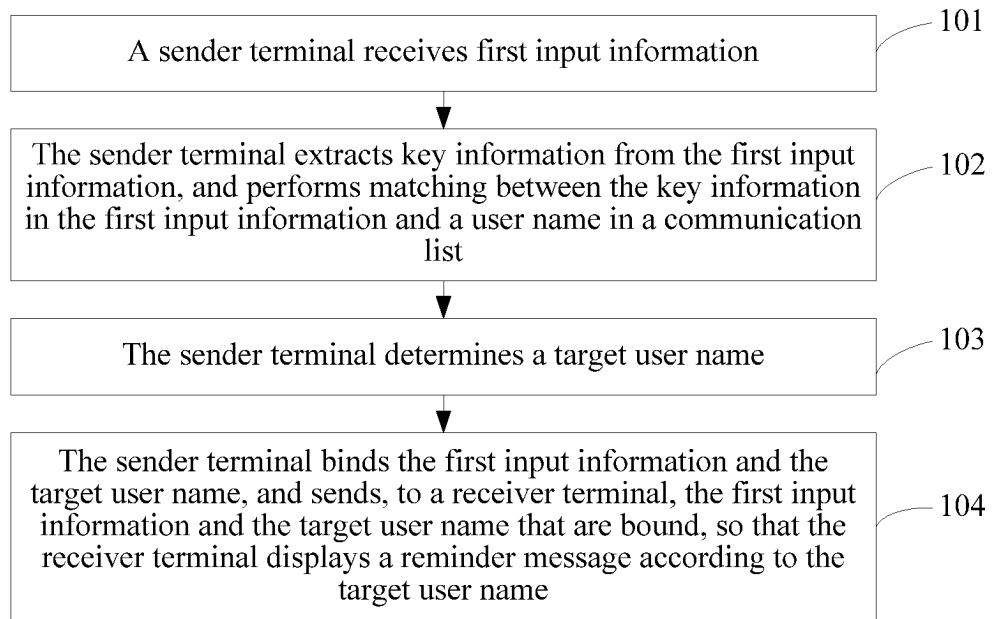 A sender terminal receives first input information
101
The sender terminal extracts key information from the first input
information, and performs matching between the key information
in the first input information and a user name in a communication
list
102
The sender terminal determines a target user name
103
The sender terminal binds the first input information and the
target user name, and sends, to a receiver terminal, the first input
information and the target user name that are bound, so that the
receiver terminal displays a reminder message according to the
target user name
104